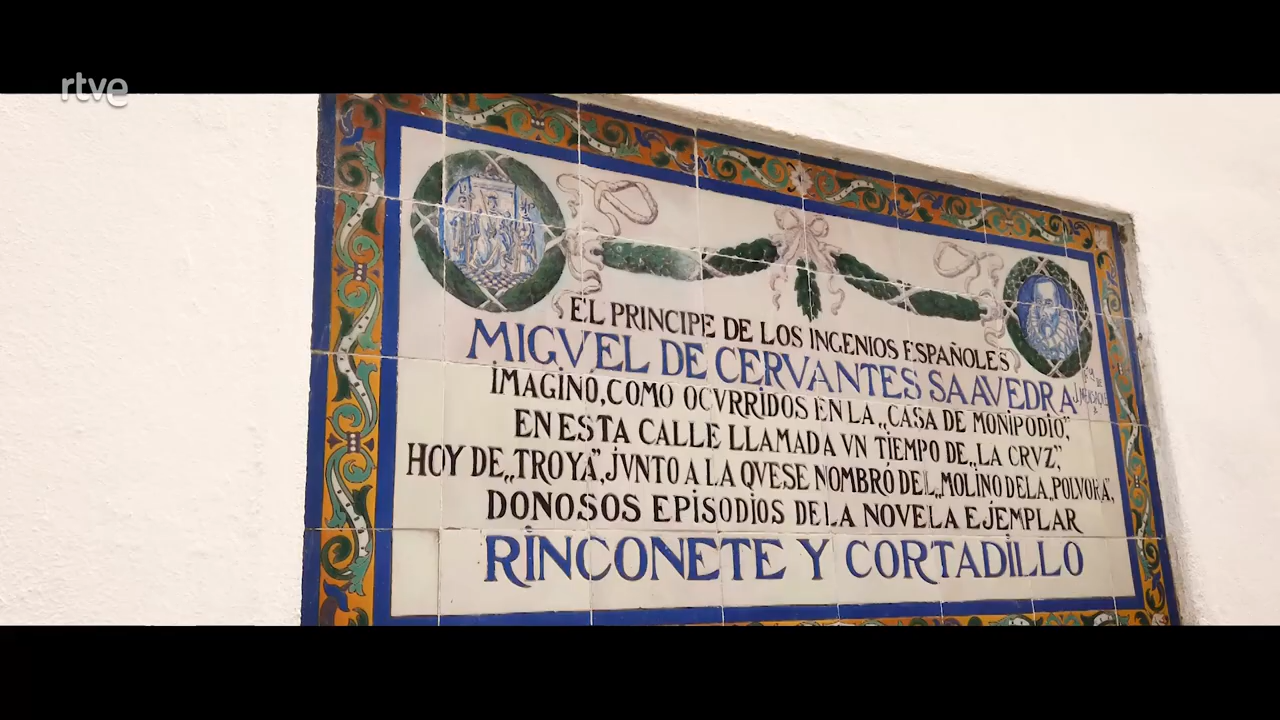 rtve
EL PRINCIPE DE LOS INGENIOS ESPAÑOLES
MIGVEL DE CERVANTES SAAVEDRA
IMAGINO, COMO OCVRRIDOS EN LA „CASA DE MONIPODIO”,
EN ESTA CALLE LLAMADA VN TIEMPO DE „LA CRVZ”,
HOY DE „TROYA”, JVNTO A LA QVE SE NOMBRÓ DEL „MOLINO DE LA POLVORA”,
DONOSOS EPISODIOS DE LA NOVELA EJEMPLAR
RINCONETE Y CORTADILLO